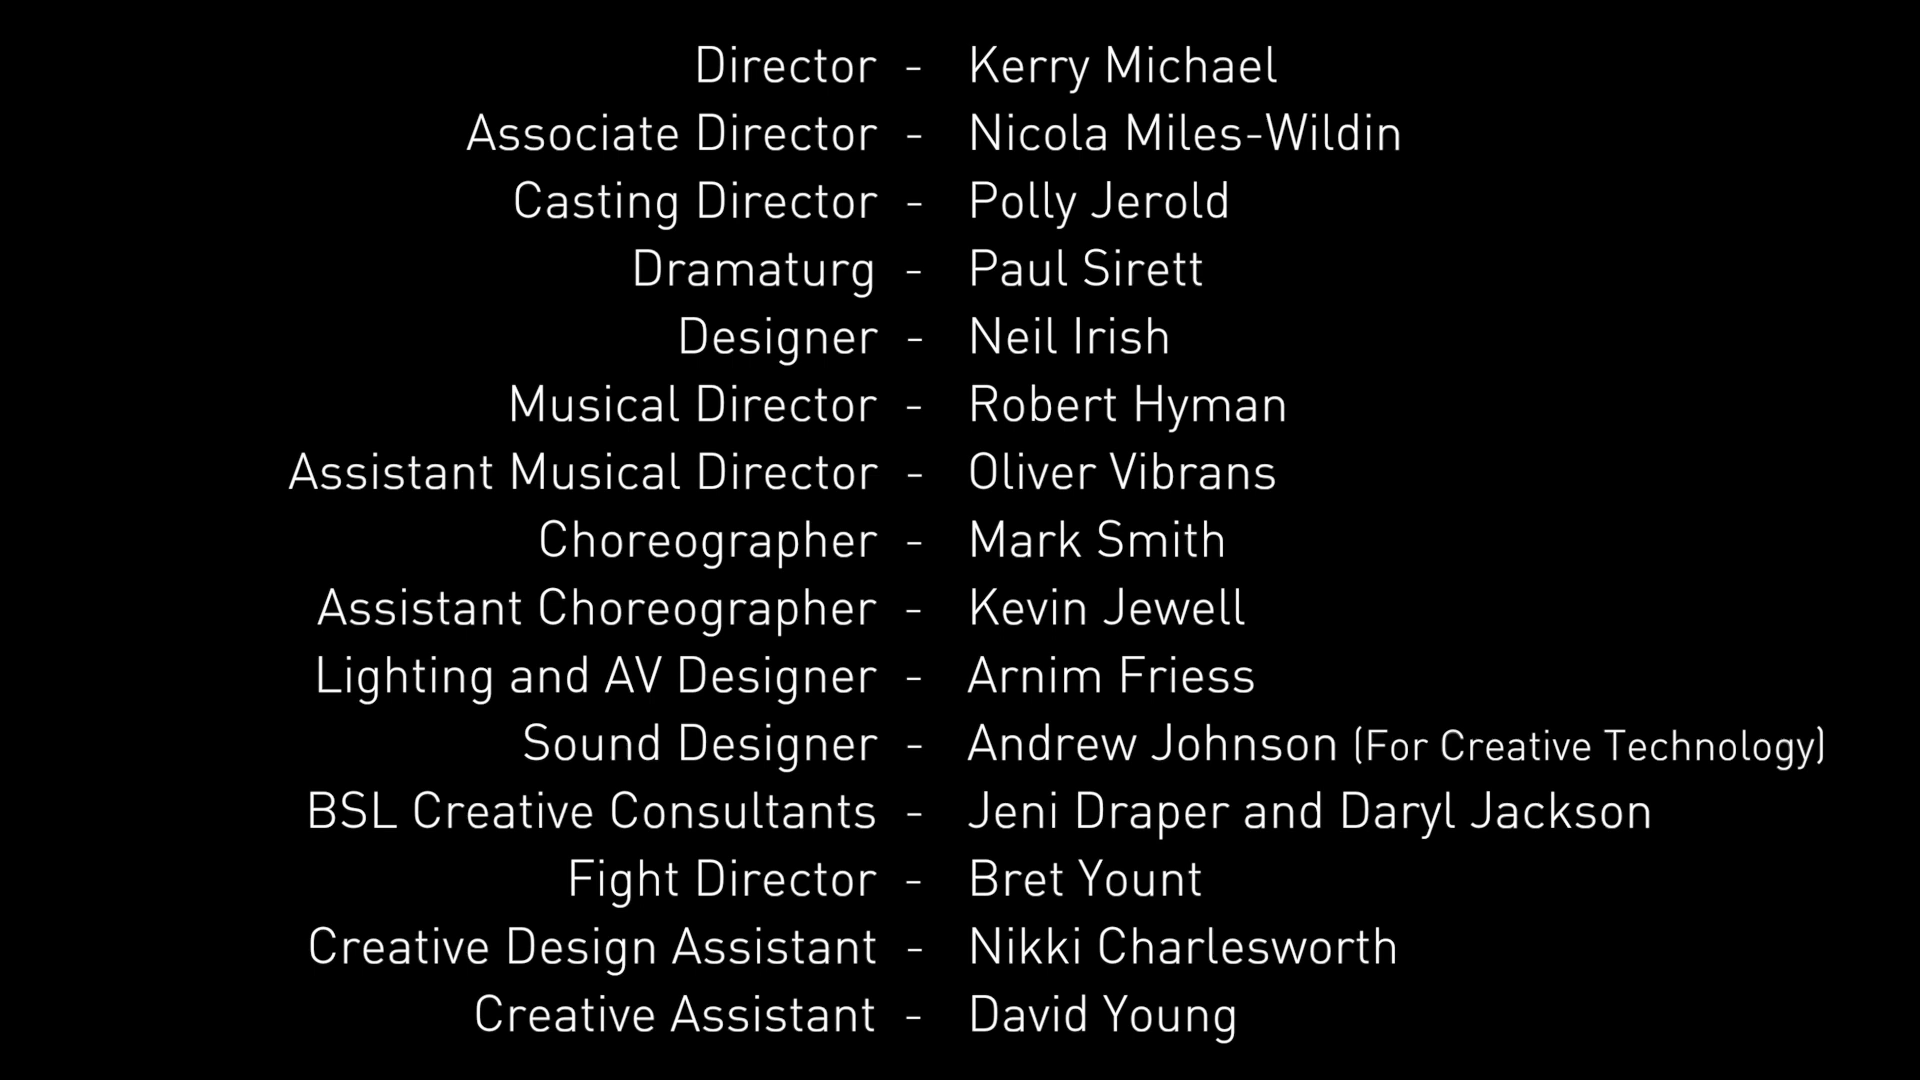 Director - Kerry Michael
Associate Director - Nicola Miles-Wildin
Casting Director - Polly Jerold
Dramaturg - Paul Sirett
Designer - Neil Irish
Musical Director - Robert Hyman
Assistant Musical Director - Oliver Vibrans
Choreographer - Mark Smith
Assistant Choreographer - Kevin Jewell
Lighting and AV Designer - Arnim Friess
Sound Designer - Andrew Johnson (For Creative Technology)
BSL Creative Consultants - Jeni Draper and Daryl Jackson
Fight Director - Bret Yount
Creative Design Assistant - Nikki Charlesworth
Creative Assistant - David Young